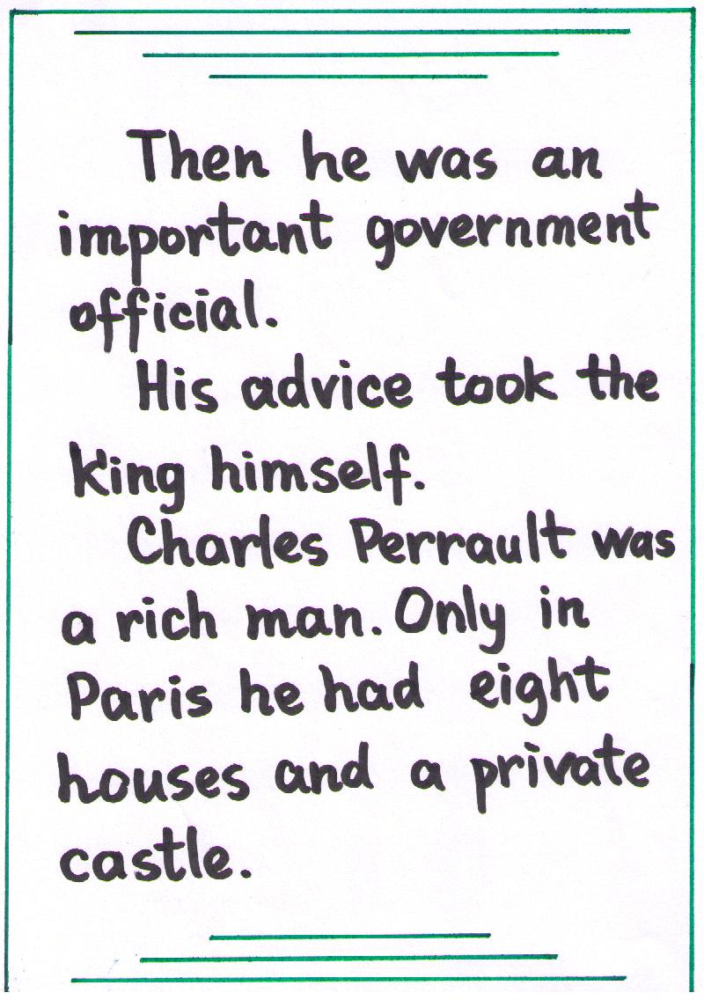 Then he was an
important government
official.
His advice took the
king himself.
Charles Perrault was
a rich man. Only in
Paris he had eight
houses and a private
castle.